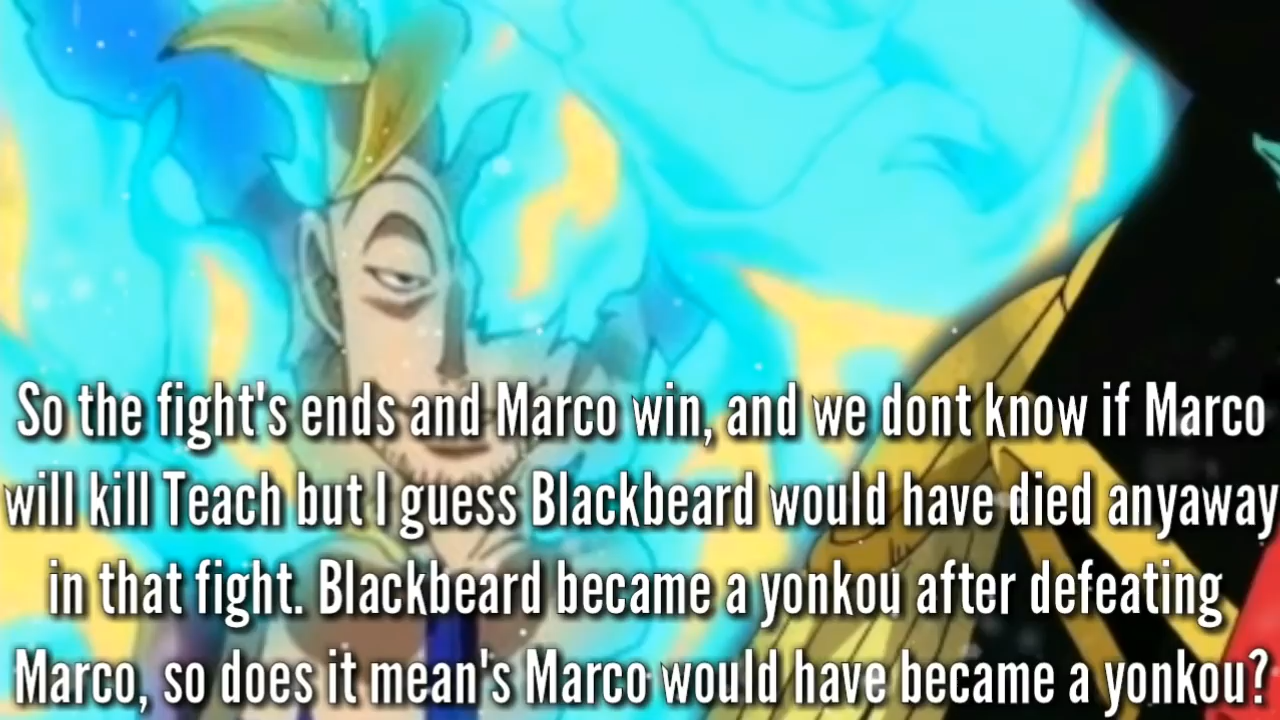 So the fight's ends and Marco win, and we dont know if Marco
will kill Teach but I guess Blackbeard would have died anyaway
in that fight. Blackbeard became a yonkou after defeating
Marco, so does it mean's Marco would have became a yonkou?